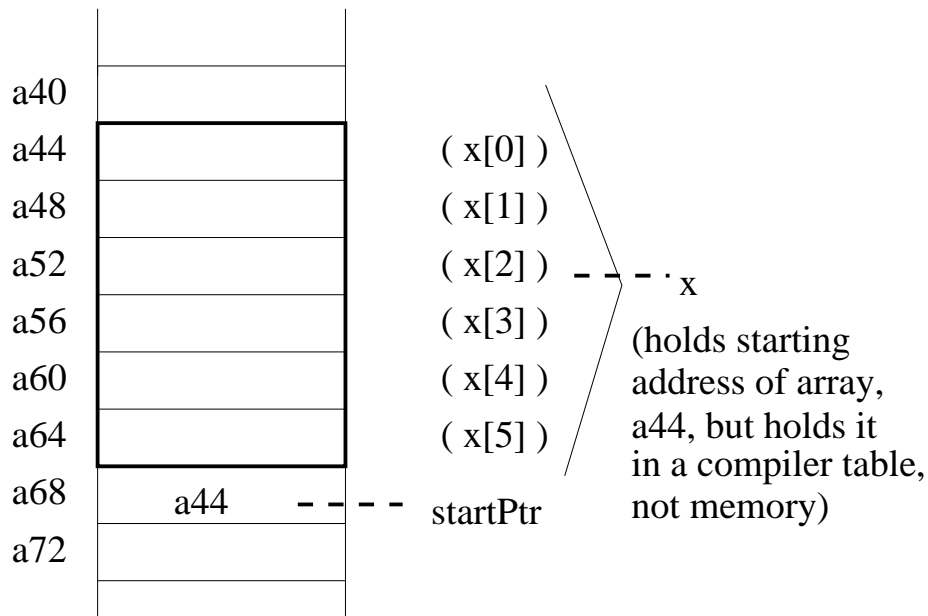 a40
a44 ( x[0] )
a48 ( x[1] )
a52 ( x[2] )
x
a56 ( x[3] )
a60 ( x[4] )
a64 ( x[5] )
(holds starting
address of array,
a44, but holds it
in a compiler table,
not memory)
a68 a44 startPtr
a72